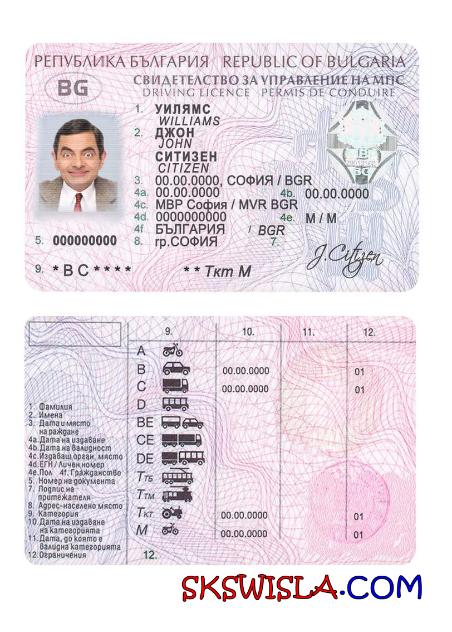 РЕПУБЛИКА БЪЛГАРИЯ REPUBLIC OF BULGARIA
BG
СВИДЕТЕЛСТВО ЗА УПРАВЛЕНИЕ НА МПС
DRIVING LICENCE PERMIS DE CONDUIRE
1. УИЛЯМС
WILLIAMS
2. ДЖОН
JOHN
СИТИЗЕН
CITIZEN
3. 00.00.0000, СОФИЯ / BGR
4a. 00.00.0000 4b. 00.00.0000
4c. МВР София / MVR BGR
4d. 0000000000 4e. М / M
4f БЪЛГАРИЯ / BGR
5. 000000000 8. гр.СОФИЯ 7.
J.Citizen
9. * B C * * * * * * Ткт M
9. 10. 11. 12.
A
B 00.00.0000 01
C 00.00.0000 01
D
BE
CE
DE
Ттб
Ттм
Ткт 00.00.0000 01
M 00.00.0000 01
12.
1. Фамилия
2. Имена
3. Дата и място
на раждане
4a. Дата на издаване
4b. Дата на валидност
4c. Издаващ орган, място
4d. ЕГН / Личен номер
4e. Пол 4f. Гражданство
5. Номер на документа
7. Подпис на
притежателя
8. Адрес-населено място
9. Категория
10. Дата на издаване
на категорията
11. Дата, до която е
валидна категорията
12. Ограничения
SKSWISLA.COM